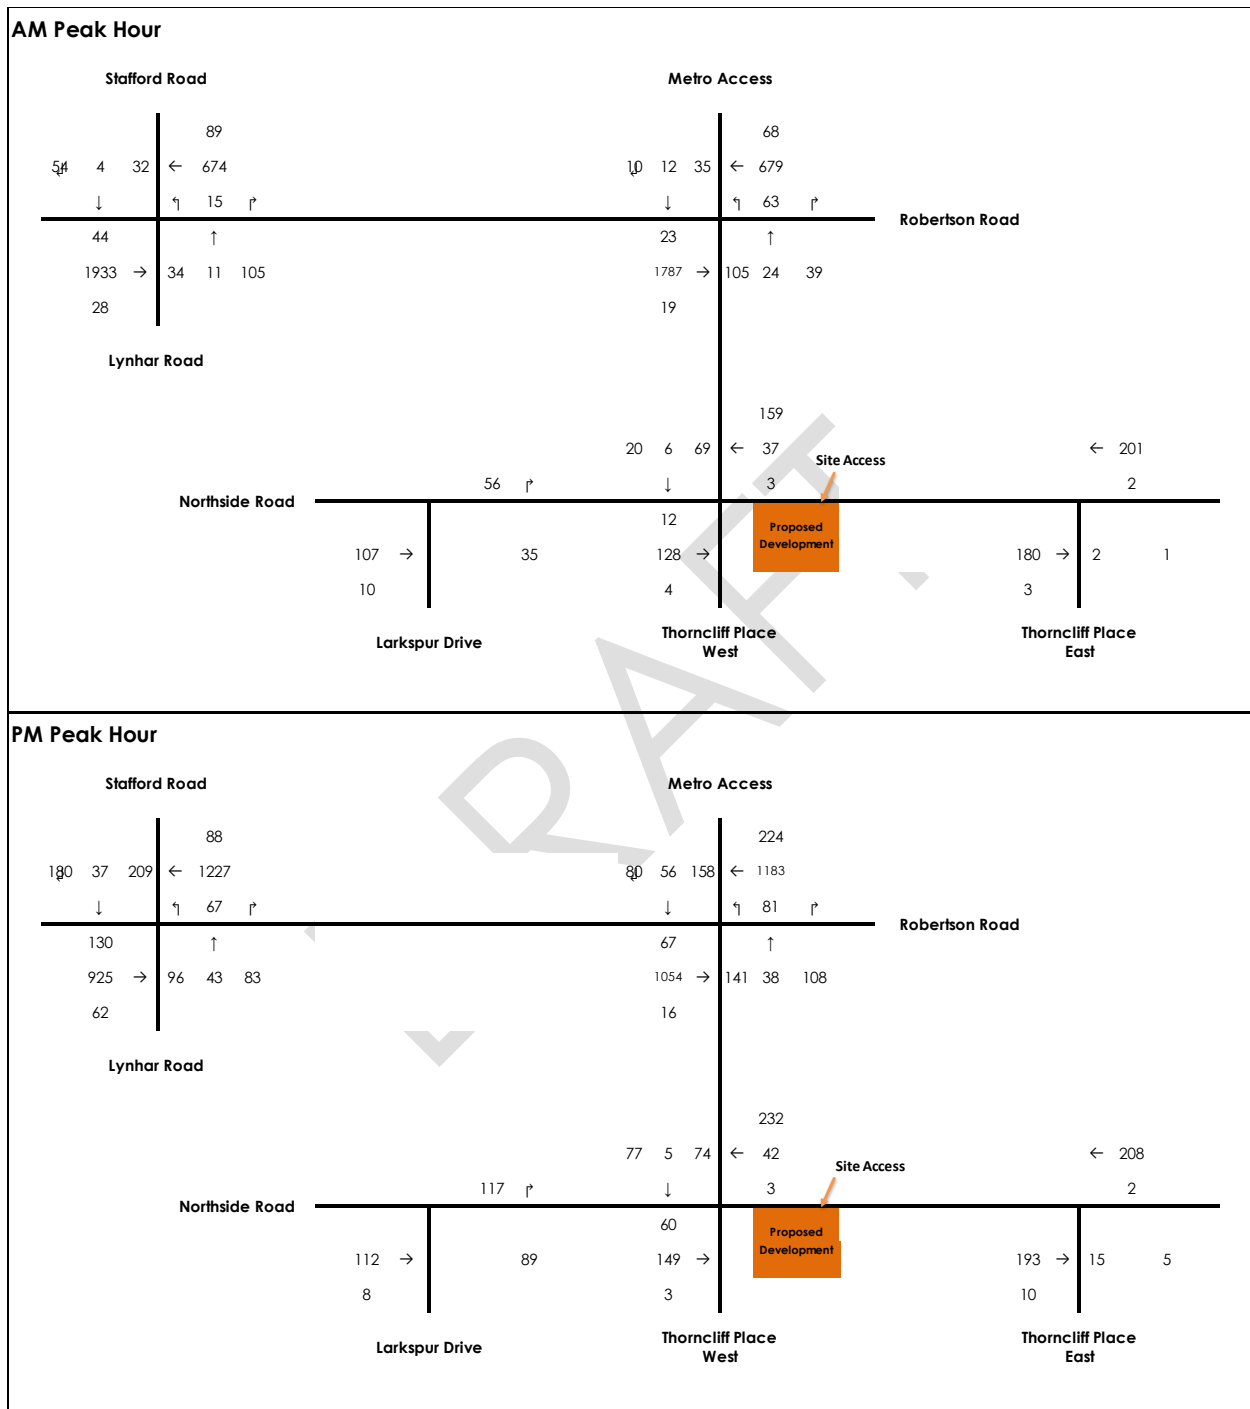 AM Peak Hour
Stafford Road Metro Access
89 68
54 4 32 ← 674 10 12 35 ← 679
↓ ↰ 15 ↱ ↓ ↰ 63 ↱
Robertson Road
44 ↑ 23 ↑
1933 → 34 11 105 1787 → 105 24 39
28 19
Lynhar Road
159
20 6 69 ← 37 ← 201
Site Access
56 ↱ ↓ 3 2
Northside Road
12
Proposed
Development
107 → 35 128 → 180 → 2 1
10 4 3
Larkspur Drive Thorncliff Place Thorncliff Place
West East
PM Peak Hour
Stafford Road Metro Access
88 224
180 37 209 ← 1227 80 56 158 ← 1183
↓ ↰ 67 ↱ ↓ ↰ 81 ↱
Robertson Road
130 ↑ 67 ↑
925 → 96 43 83 1054 → 141 38 108
62 16
Lynhar Road
232
77 5 74 ← 42 ← 208
Site Access
117 ↱ ↓ 3 2
Northside Road
60
Proposed
Development
112 → 89 149 → 193 → 15 5
8 3 10
Larkspur Drive Thorncliff Place Thorncliff Place
West East